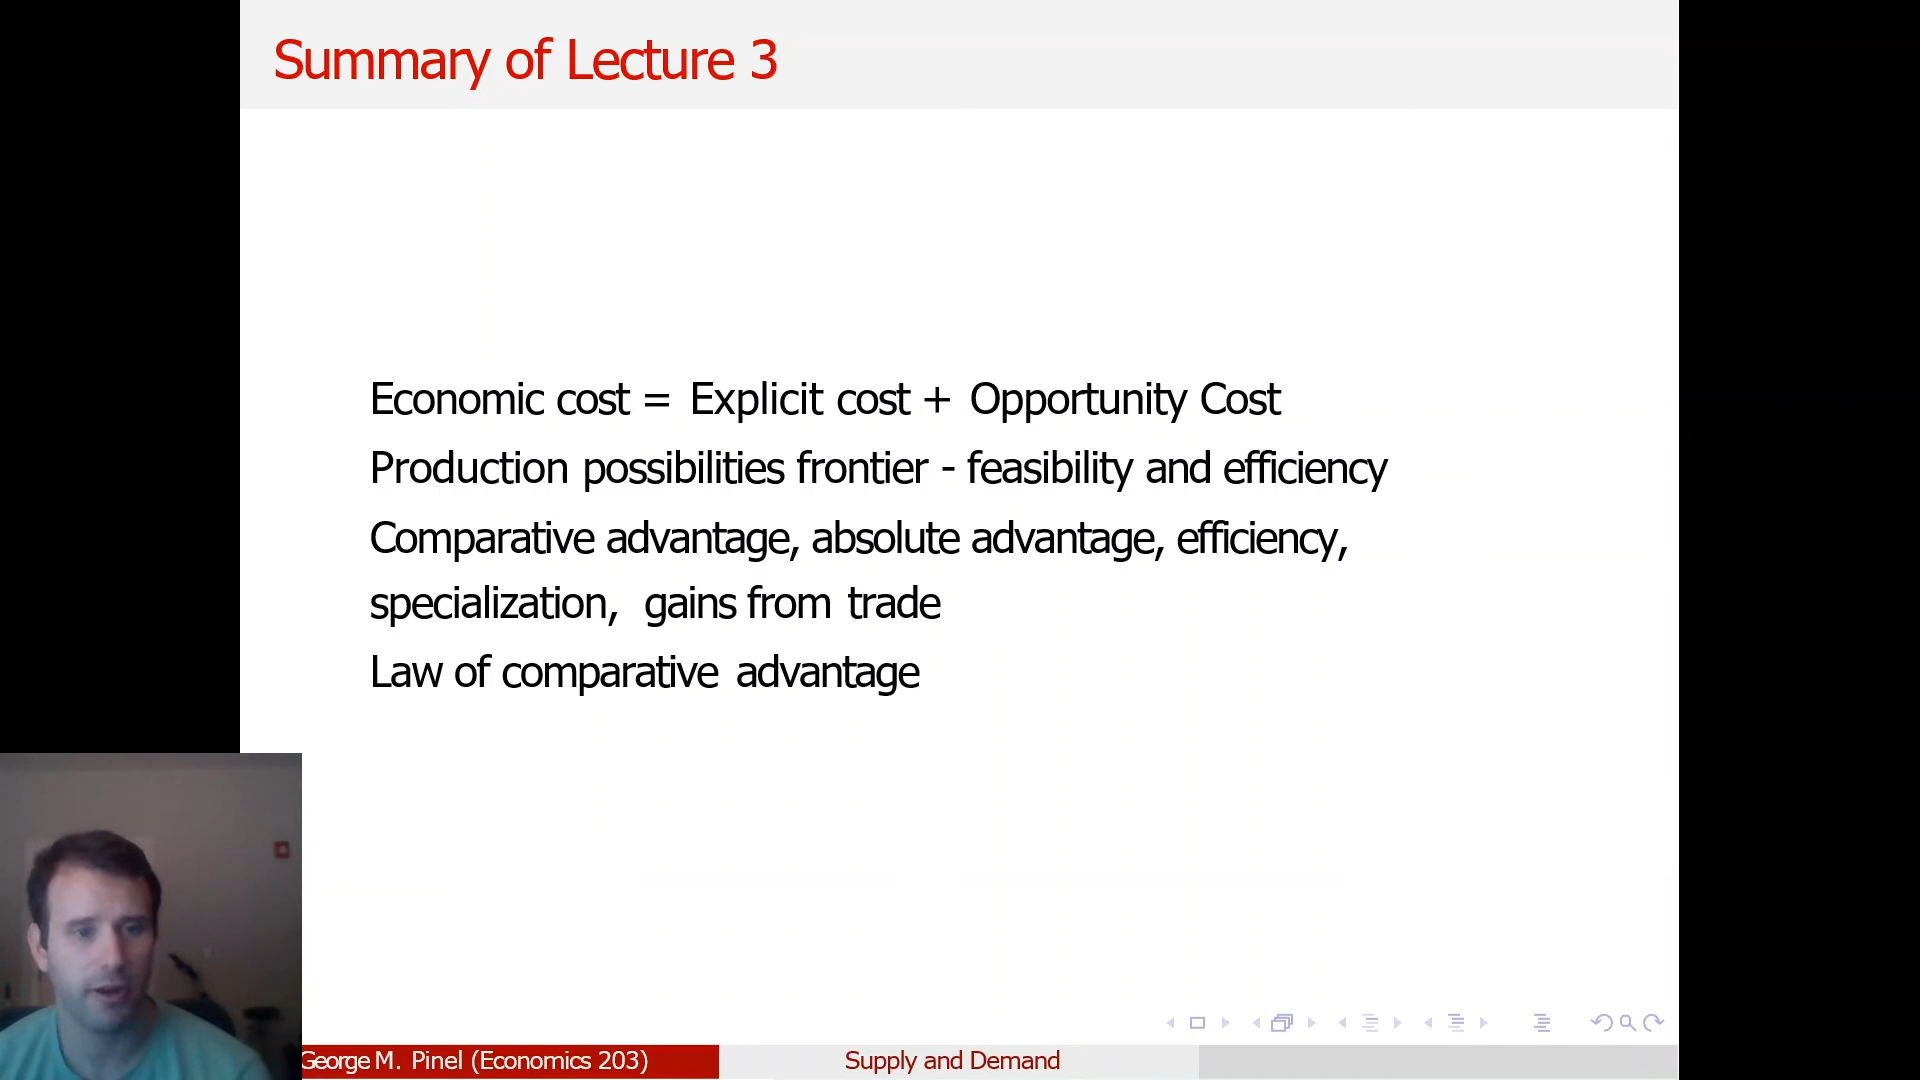 Summary of Lecture 3
Economic cost = Explicit cost + Opportunity Cost
Production possibilities frontier - feasibility and efficiency
Comparative advantage, absolute advantage, efficiency,
specialization, gains from trade
Law of comparative advantage
George M. Pinel (Economics 203)
Supply and Demand